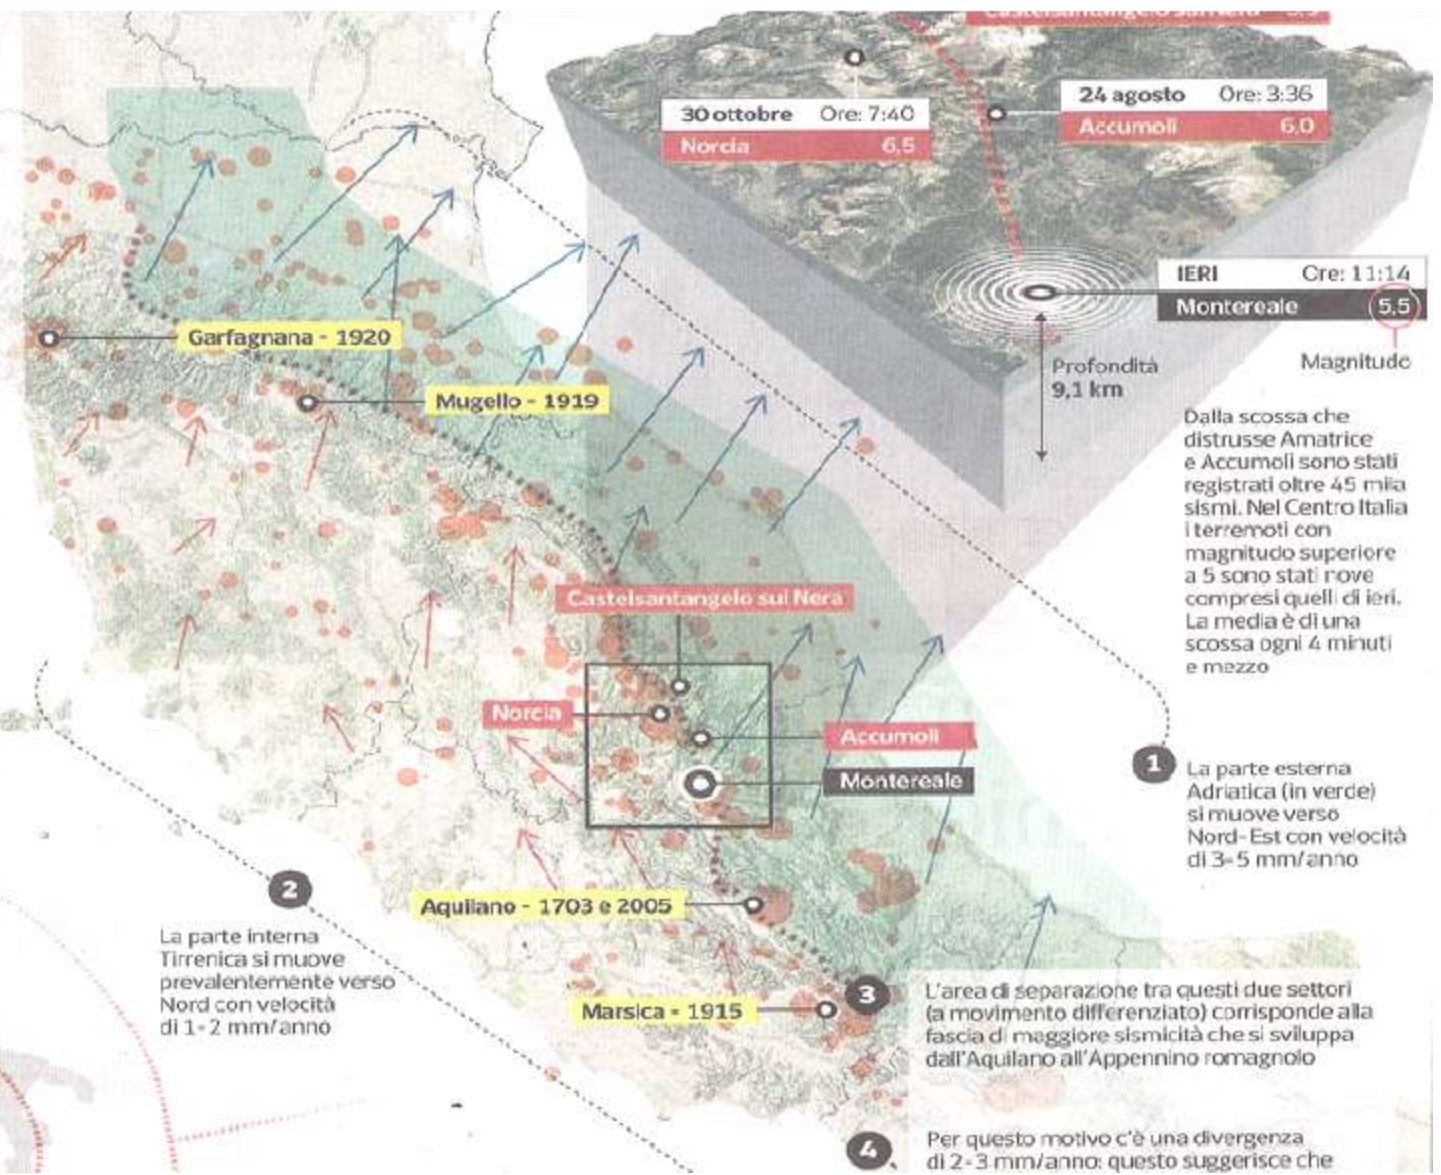 Castelsantangelo sul Nera 5,9
30 ottobre Ore: 7:40
Norcia 6,5
24 agosto Ore: 3:36
Accumoli 6,0
IERI Ore: 11:14
Montereale 5.5
Magnitudo
Profondità
9,1 km
Dalla scossa che
distrusse Amatrice
e Accumoli sono stati
registrati oltre 45 mila
sismi. Nel Centro Italia
i terremoti con
magnitudo superiore
a 5 sono stati nove
compresi quelli di ieri.
La media è di una
scossa ogni 4 minuti
e mezzo
Garfagnana - 1920
Mugello - 1919
Castelsantangelo sul Nera
Norcia
Accumoli
Montereale
Aquilano - 1703 e 2005
Marsica - 1915
1
La parte esterna
Adriatica (in verde)
si muove verso
Nord-Est con velocità
di 3-5 mm/anno
2
La parte interna
Tirrenica si muove
prevalentemente verso
Nord con velocità
di 1-2 mm/anno
3
L'area di separazione tra questi due settori
(a movimento differenziato) corrisponde alla
fascia di maggiore sismicità che si sviluppa
dall'Aquilano all'Appennino romagnolo
4
Per questo motivo c'è una divergenza
di 2-3 mm/anno: questo suggerisce che